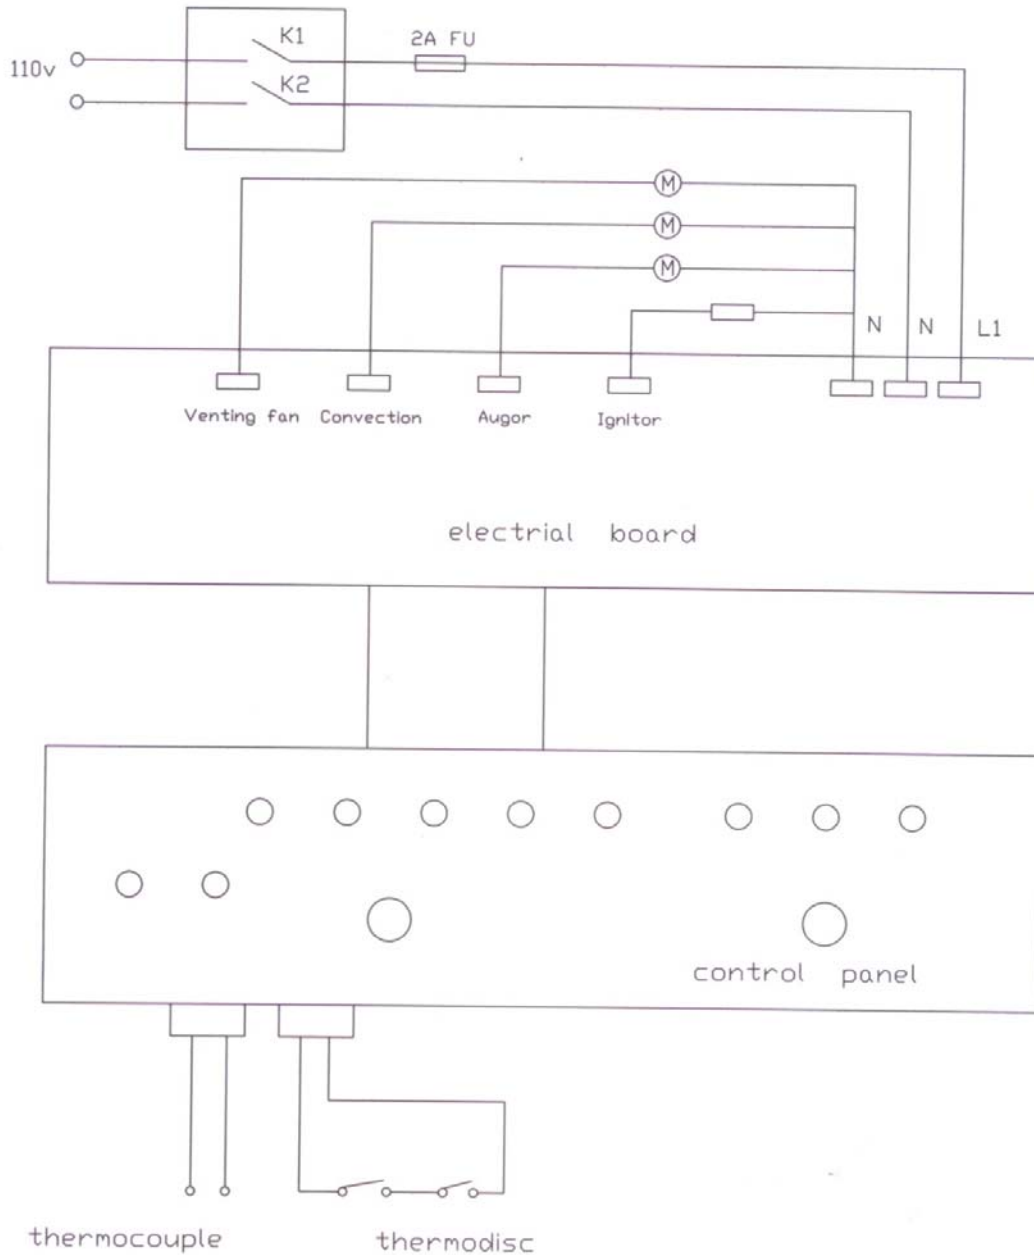 K1
2A FU
110v
K2
M
M
M
N N L1
Venting fan Convection Augor Ignitor
electrial board
control panel
thermocouple thermodisc